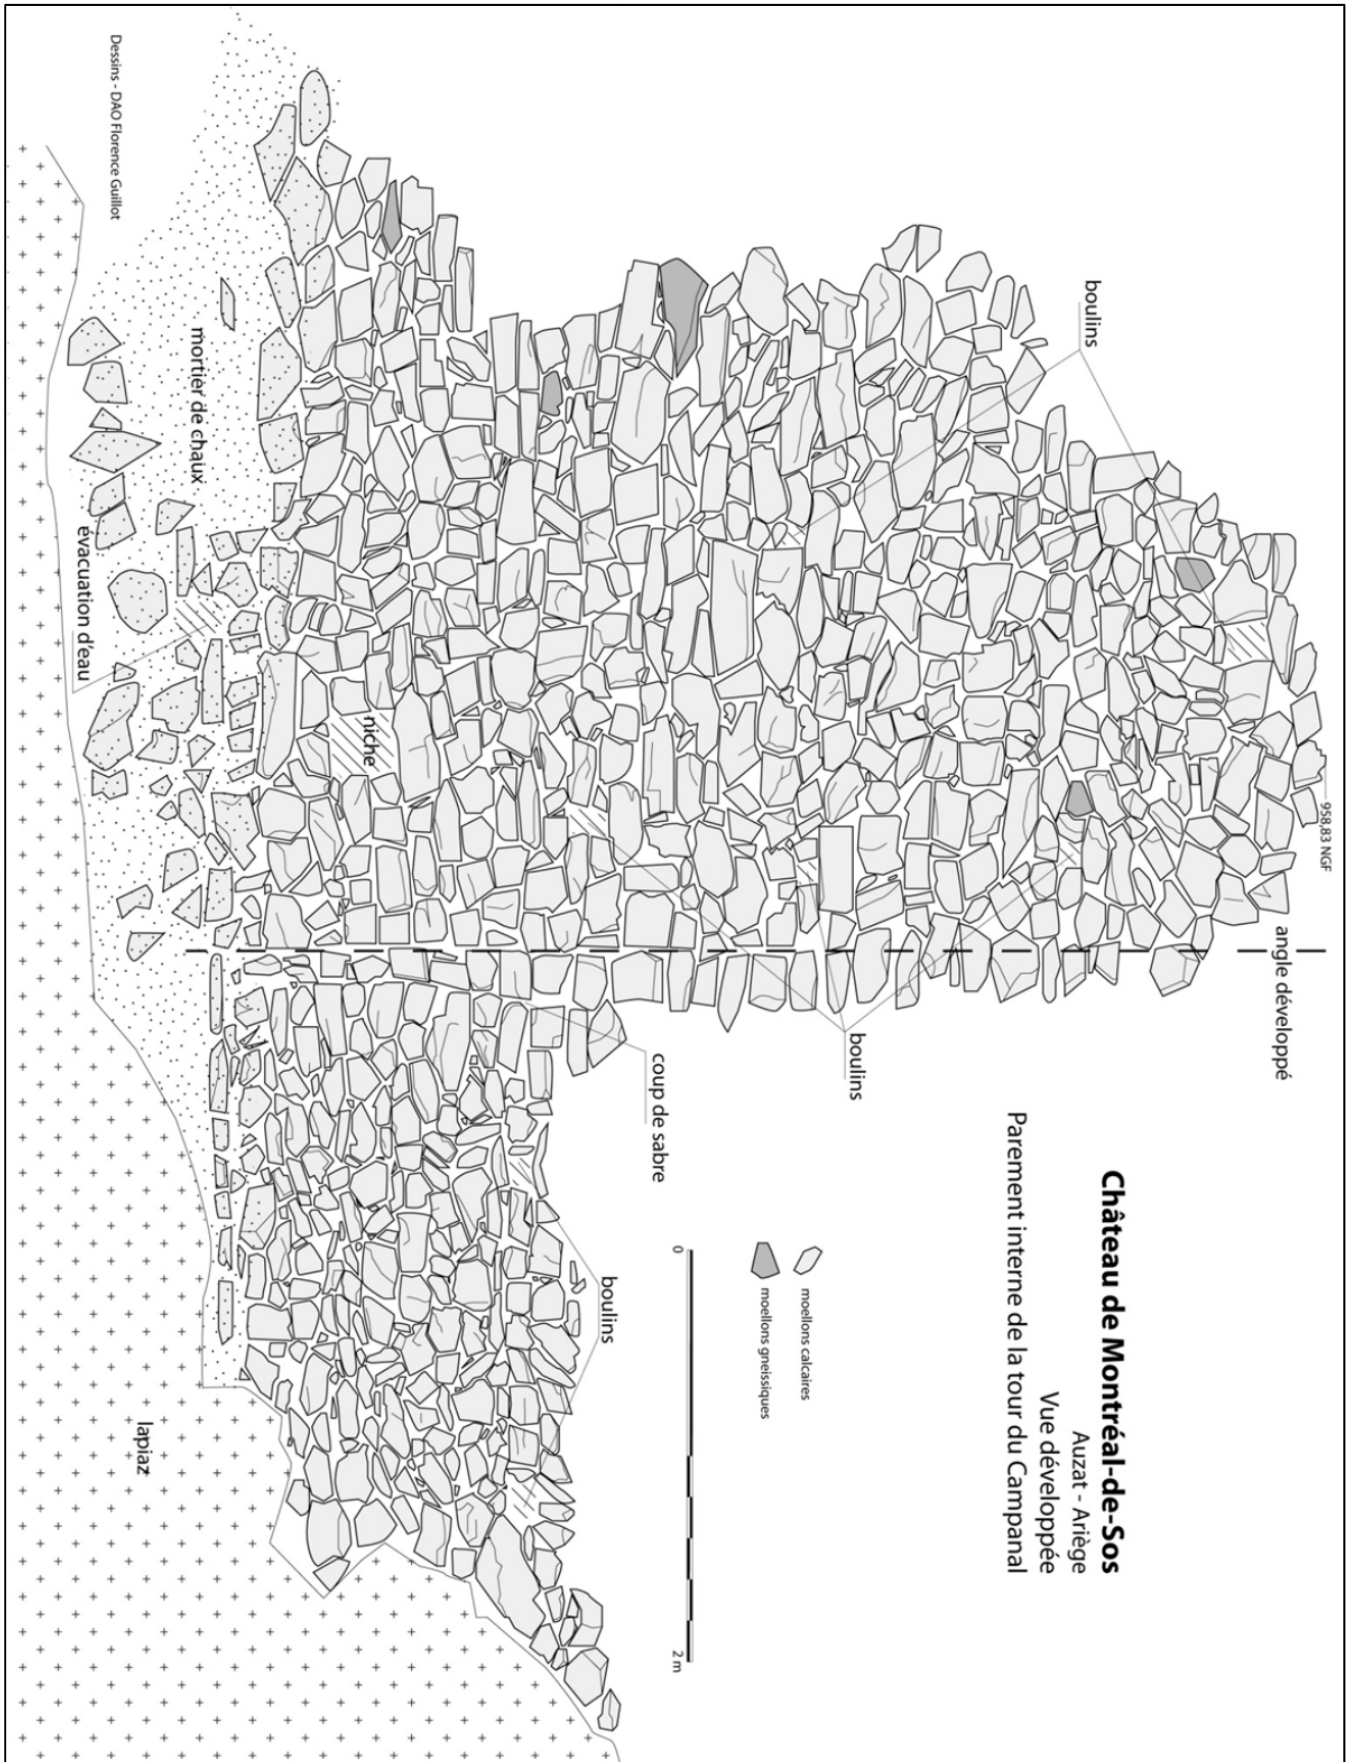 Château de Montréal-de-Sos
Auzat - Ariège
Vue développée
Parement interne de la tour du Campanal
958,83 NGF
angle développé
boulins
boulins
moellons calcaires
moellons gneissiques
0
2 m
coup de sabre
boulins
niche
mortier de chaux
évacuation d'eau
lapiaz
Dessins - DAO Florence Guillot